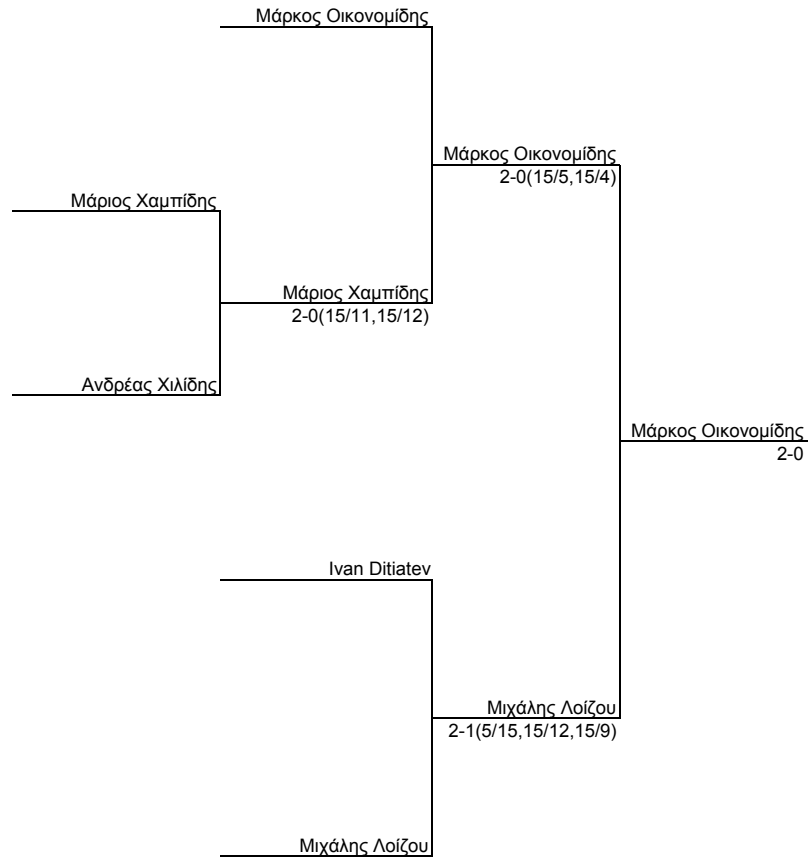 Μάρκος Οικονομίδης
Μάρκος Οικονομίδης
2-0(15/5,15/4)
Μάριος Χαμπίδης
Μάριος Χαμπίδης
2-0(15/11,15/12)
Ανδρέας Χιλίδης
Μάρκος Οικονομίδης
2-0
Ivan Ditiatev
Μιχάλης Λοίζου
2-1(5/15,15/12,15/9)
Μιχάλης Λοίζου